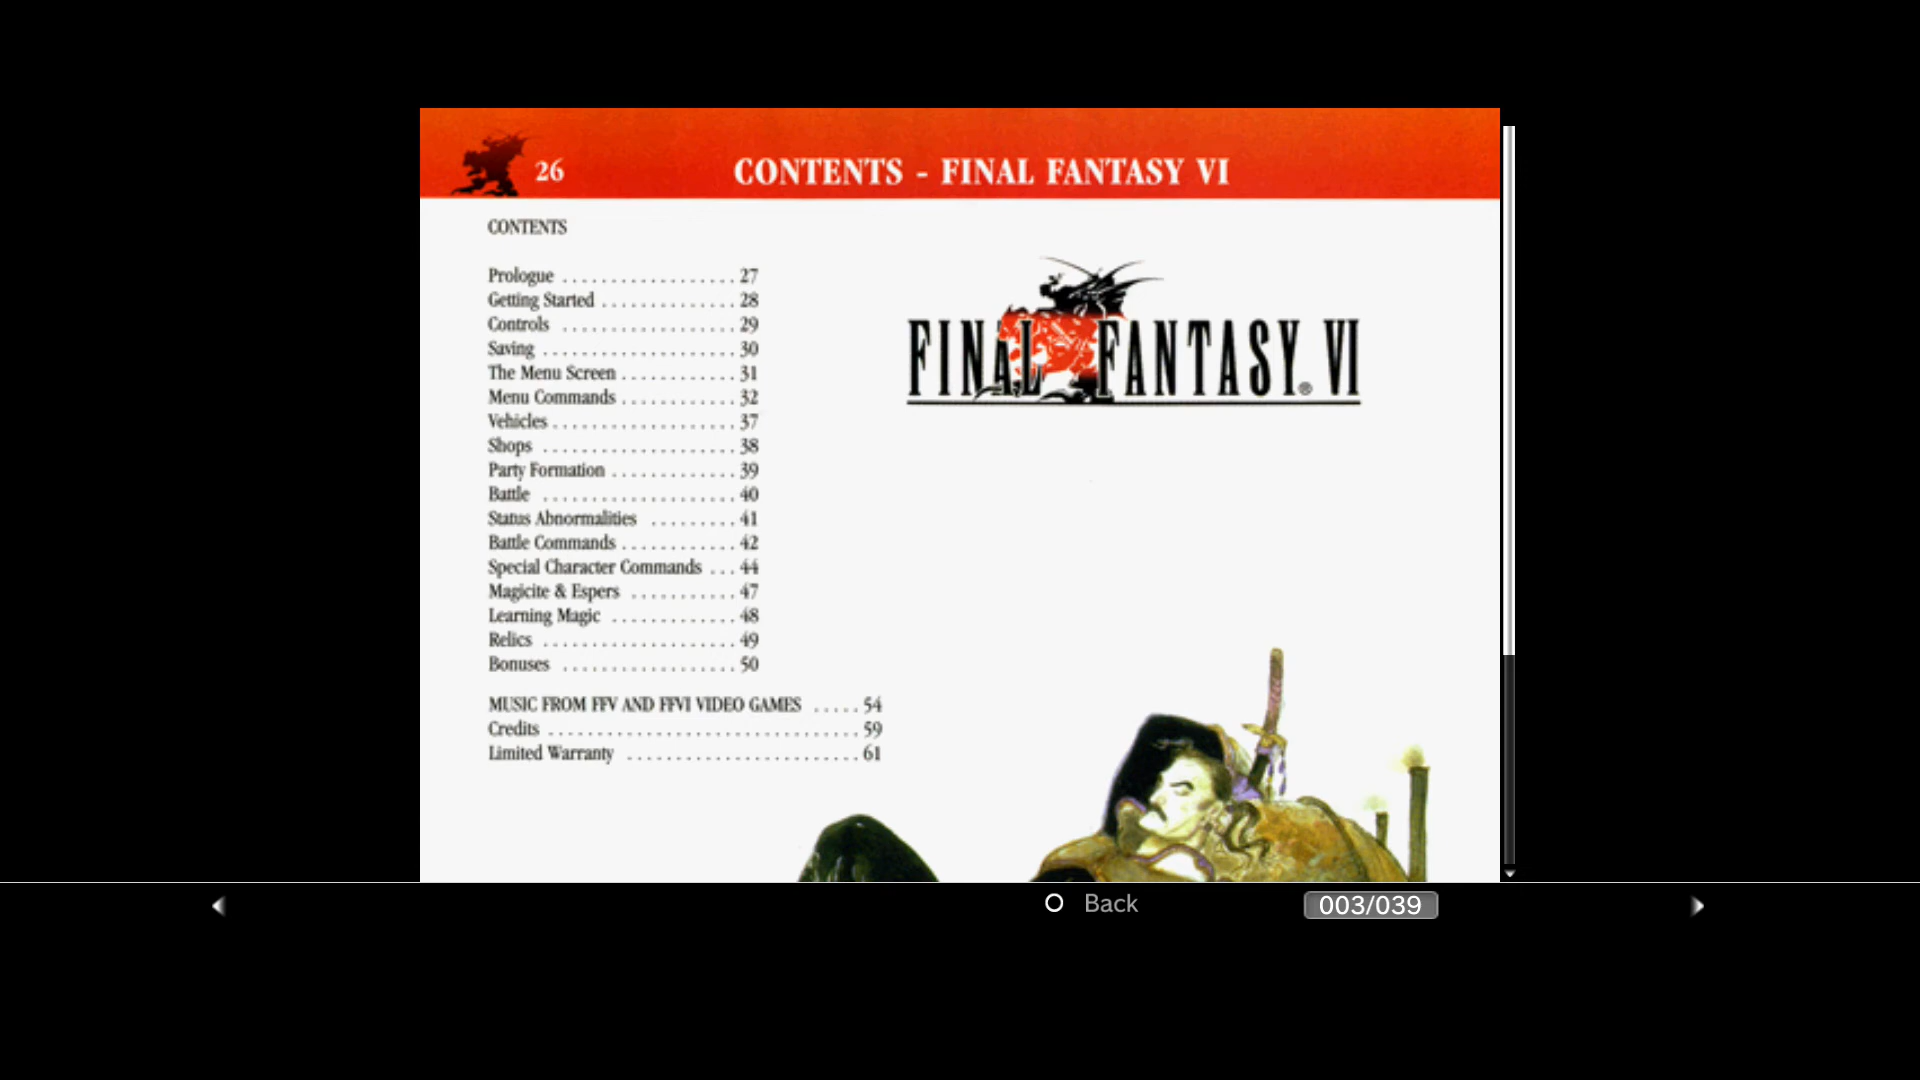 26
CONTENTS - FINAL FANTASY VI
CONTENTS
Prologue .................. 27
Getting Started .............. 28
Controls .................. 29
Saving .................... 30
The Menu Screen ............ 31
Menu Commands ............ 32
Vehicles ................... 37
Shops .................... 38
Party Formation ............. 39
Battle .................... 40
Status Abnormalities ......... 41
Battle Commands ............ 42
Special Character Commands ... 44
Magicite & Espers ........... 47
Learning Magic ............. 48
Relics .................... 49
Bonuses .................. 50
MUSIC FROM FFV AND FFVI VIDEO GAMES ..... 54
Credits ................................ 59
Limited Warranty ........................ 61
FINAL FANTASY® VI
Back
003/039